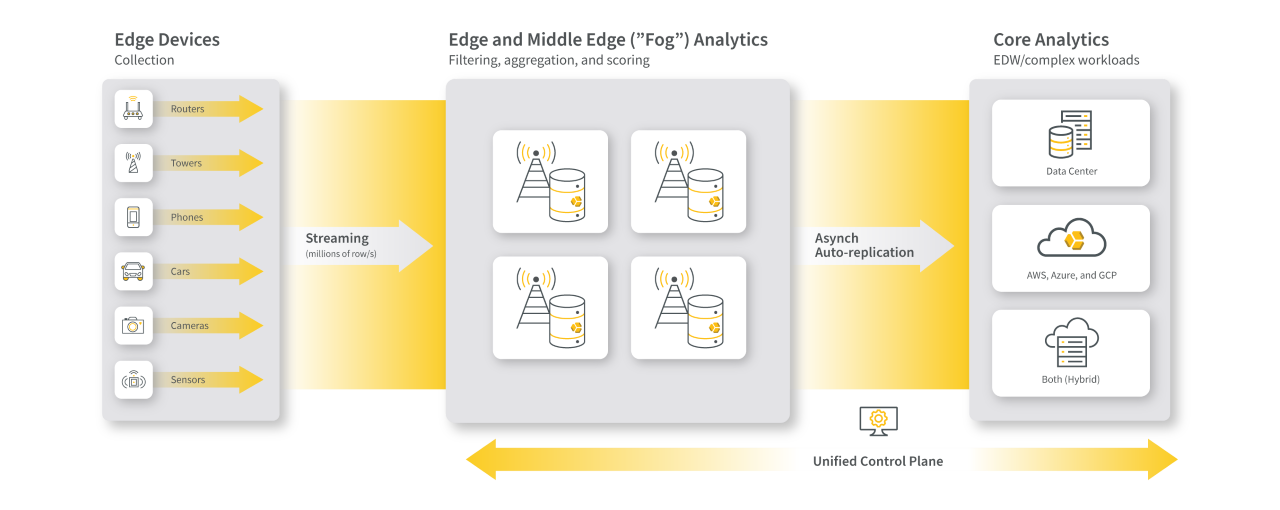 Edge Devices
Collection
Routers
Towers
Phones
Cars
Cameras
Sensors
Streaming
(millions of row/s)
Edge and Middle Edge (”Fog”) Analytics
Filtering, aggregation, and scoring
Asynch
Auto-replication
Core Analytics
EDW/complex workloads
Data Center
AWS, Azure, and GCP
Both (Hybrid)
Unified Control Plane